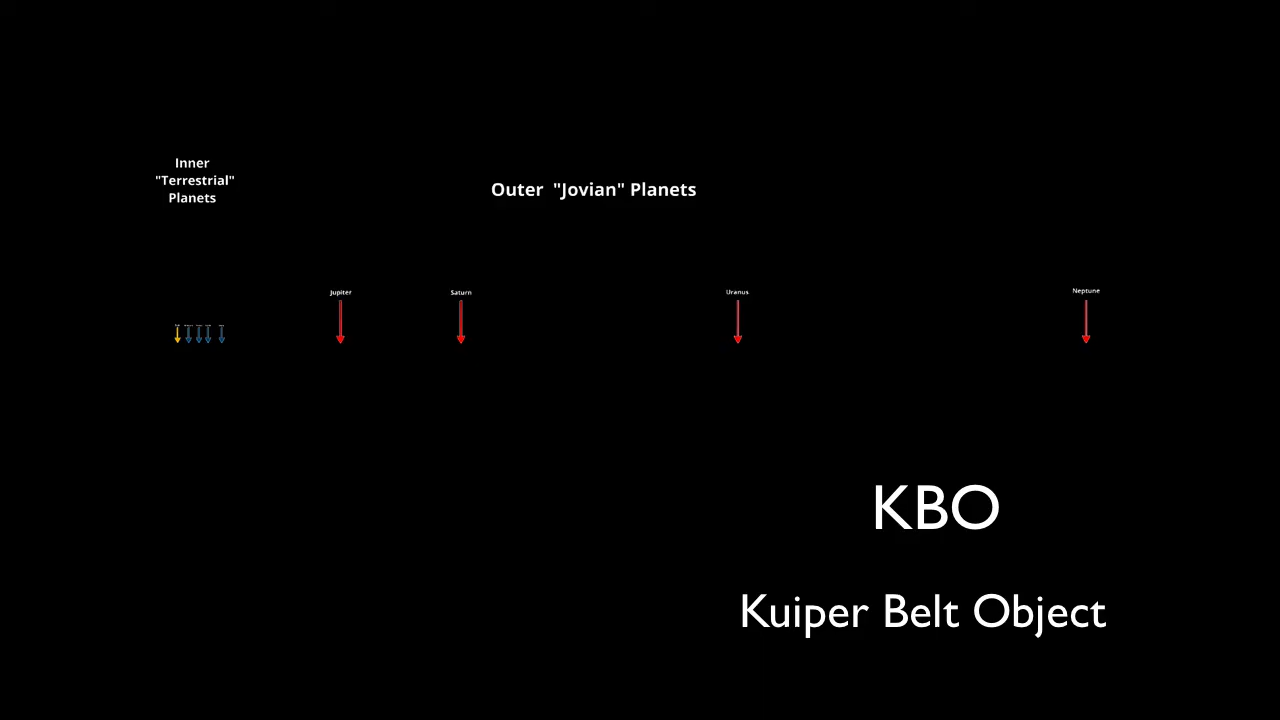 Inner
"Terrestrial"
Planets
Outer "Jovian" Planets
Jupiter
Saturn
Uranus
Neptune
KBO
Kuiper Belt Object